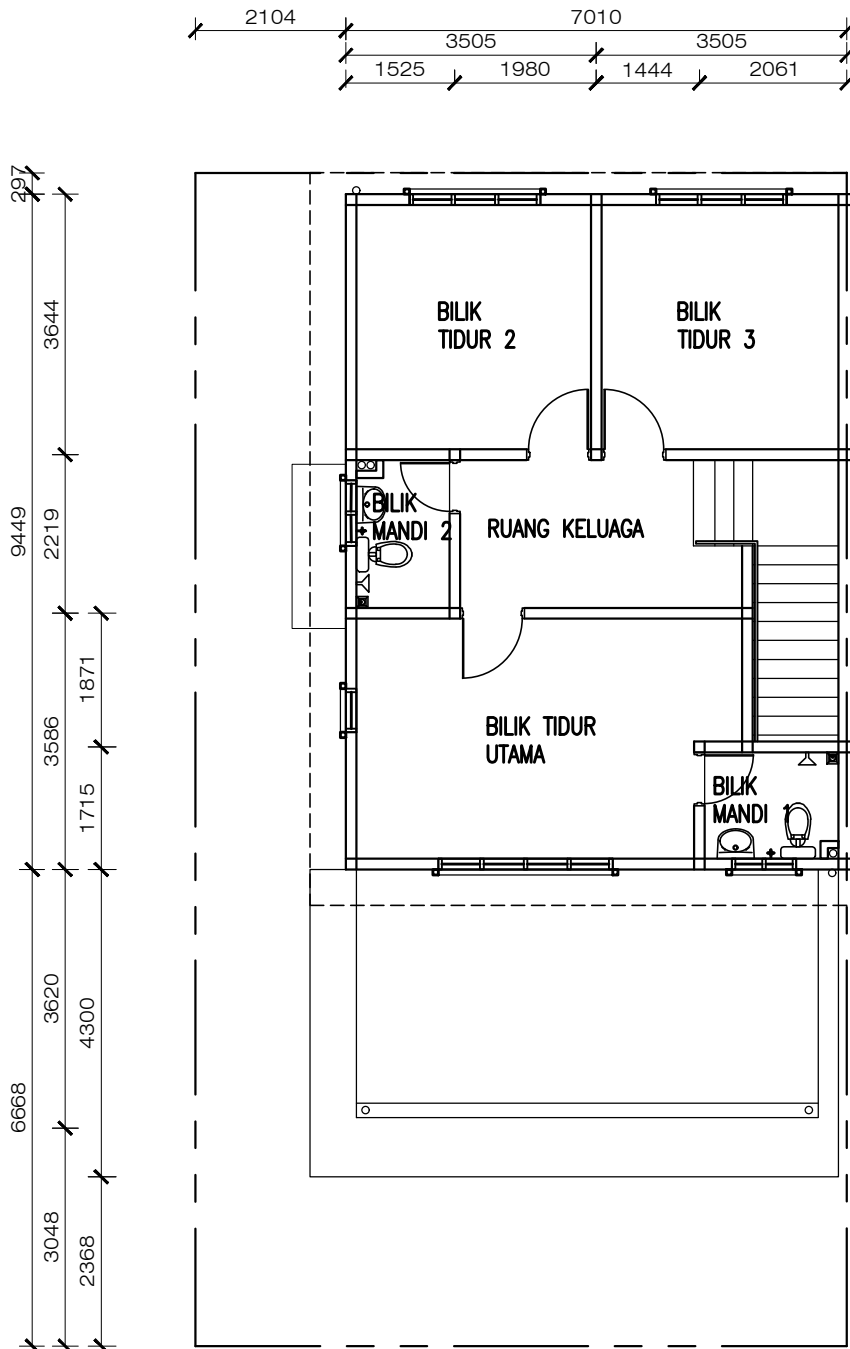 2104
7010
3505
3505
1525
1980
1444
2061
297
9449
3644
2219
3586
1871
1715
6668
3620
4300
3048
2368
BILIK
TIDUR 2
BILIK
TIDUR 3
BILIK
MANDI 2
RUANG KELUAGA
BILIK TIDUR
UTAMA
BILIK
MANDI 1